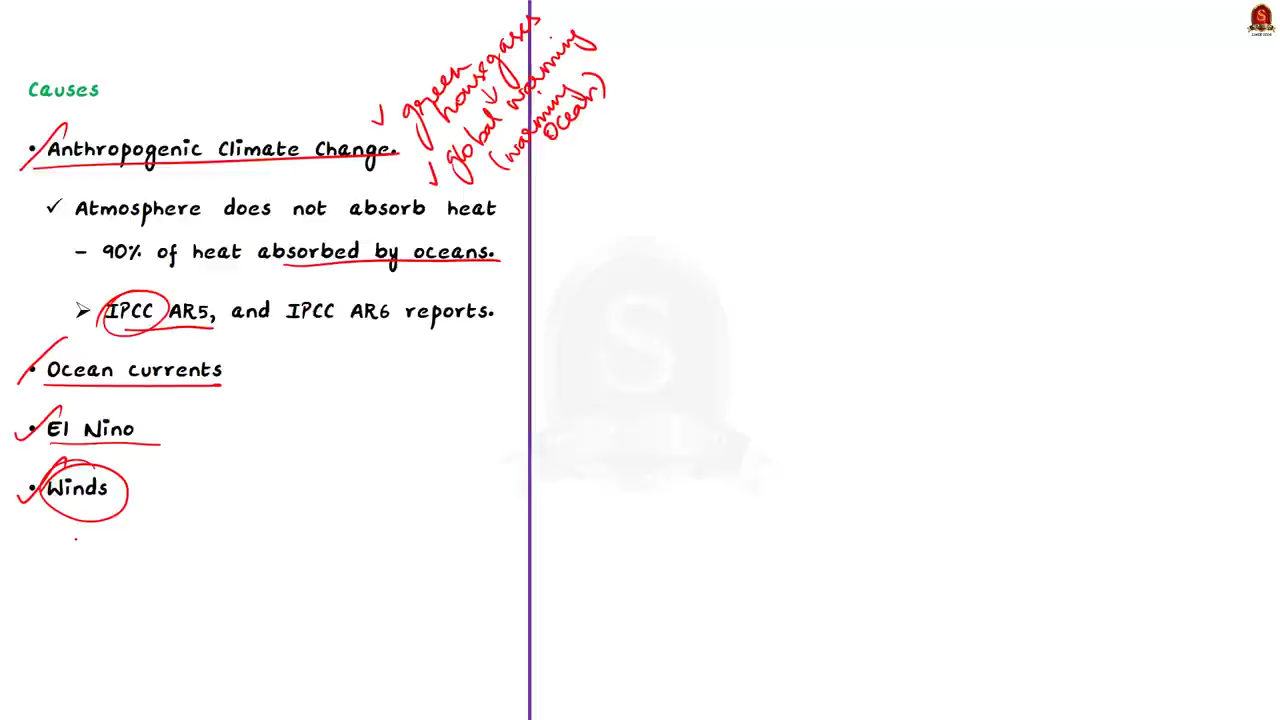 Causes
green
house gases
global warming
(warming
Ocean)
• Anthropogenic Climate Change.
✓ Atmosphere does not absorb heat
- 90% of heat absorbed by oceans.
➢ IPCC AR5, and IPCC AR6 reports.
• Ocean currents
• El Nino
• Winds
S
S